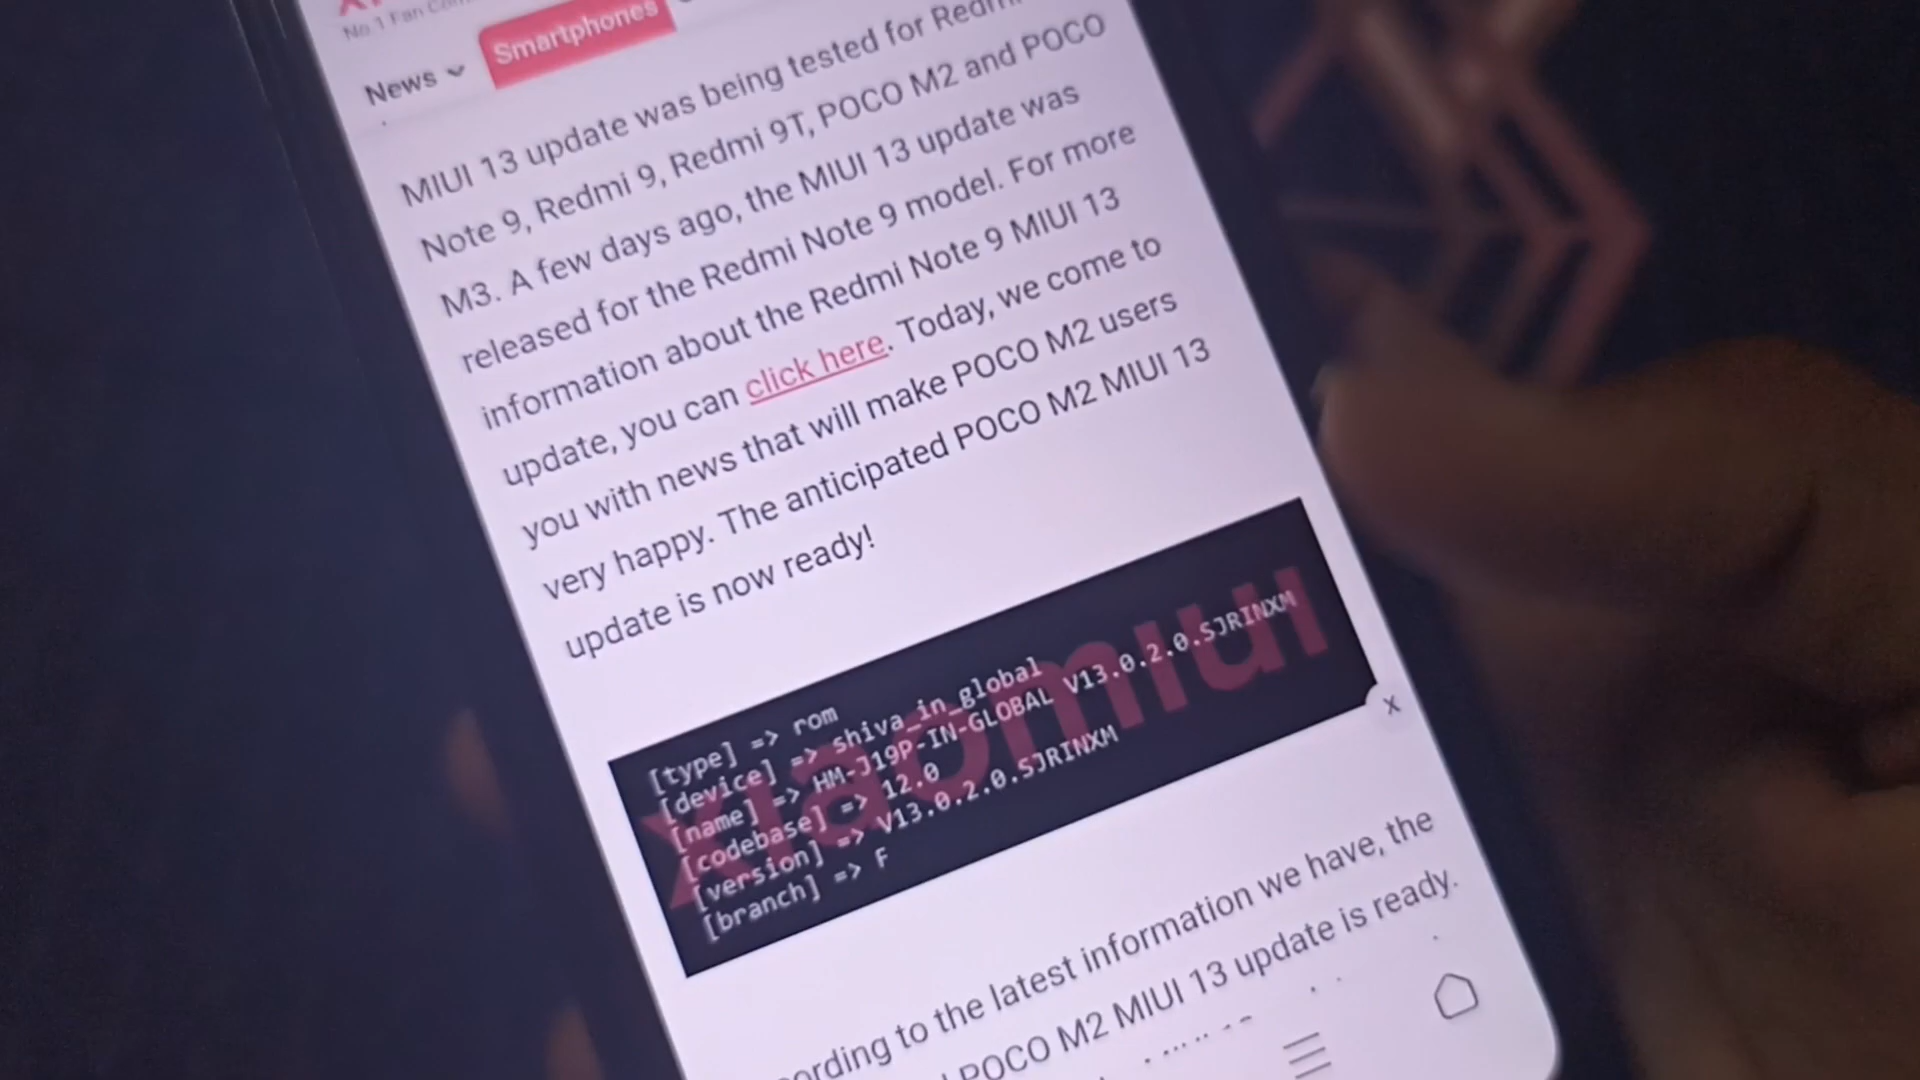 No.1 Fan
News
Smartphones
MIUI 13 update was being tested for Redmi
Note 9, Redmi 9, Redmi 9T, POCO M2 and POCO
M3. A few days ago, the MIUI 13 update was
released for the Redmi Note 9 model. For more
information about the Redmi Note 9 MIUI 13
update, you can click here. Today, we come to
you with news that will make POCO M2 users
very happy. The anticipated POCO M2 MIUI 13
update is now ready!
xiaomiui
[type] => rom
[device] => shiva_in_global
[name] => HM-J19P-IN-GLOBAL V13.0.2.0.SJRINXM
[codebase] => 12.0
[version] => V13.0.2.0.SJRINXM
[branch] => F
x
ording to the latest information we have, the
POCO M2 MIUI 13 update is ready.